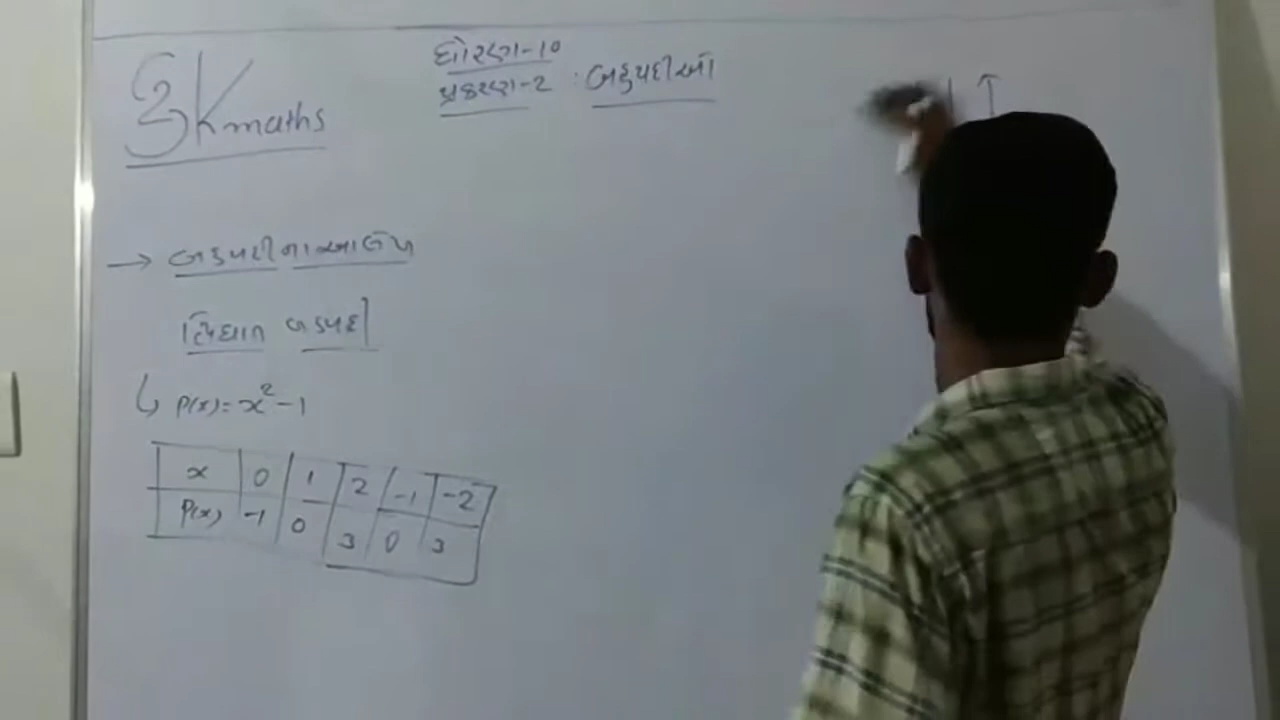 ધોરણ-10
પ્રકરણ-2 : બહુપદીઓ
K maths
→ બહુપદીના આલેખ
દ્વિઘાત બહુપદી
P(x) = x² - 1
x 0 1 2 -1 -2
P(x) -1 0 3 0 3